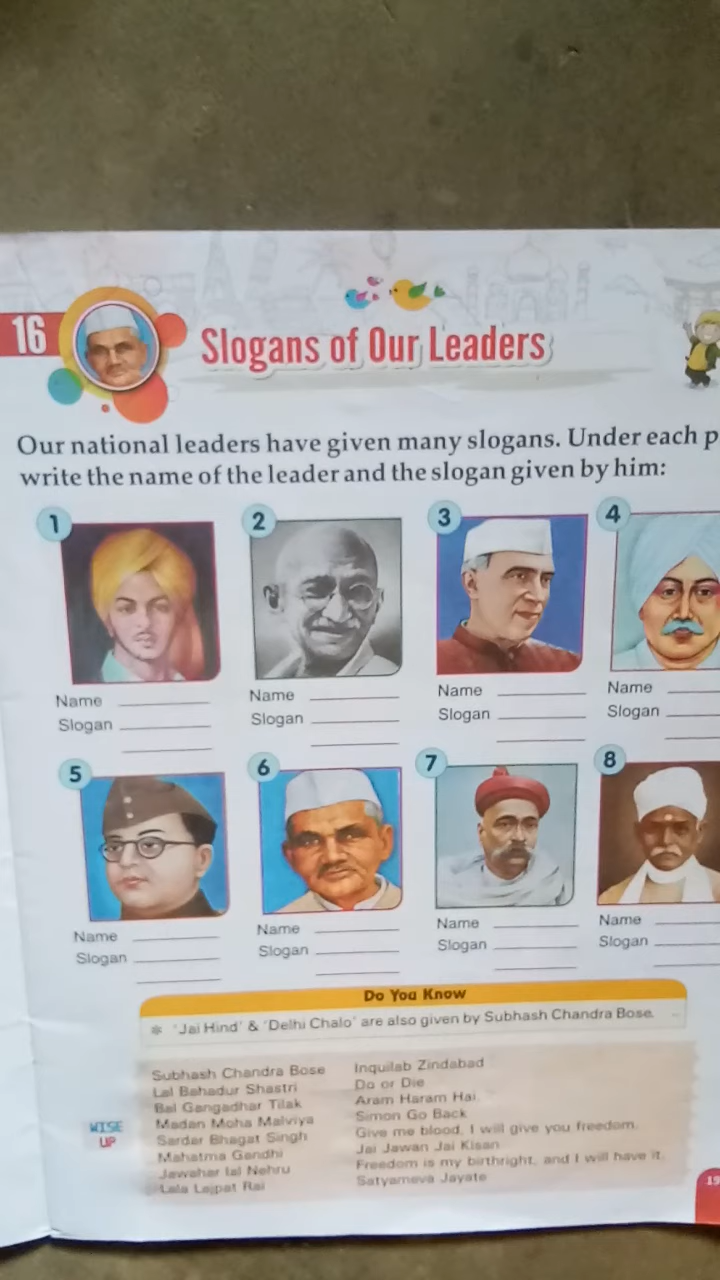 16
Slogans of Our Leaders
Our national leaders have given many slogans. Under each p
write the name of the leader and the slogan given by him:
1 2 3 4
Name Name Name Name
Slogan Slogan Slogan Slogan
5 6 7 8
Name Name Name Name
Slogan Slogan Slogan Slogan
Do You Know
* 'Jai Hind' & 'Delhi Chalo' are also given by Subhash Chandra Bose.
WISE
UP
Subhash Chandra Bose
Lal Bahadur Shastri
Bal Gangadhar Tilak
Madan Moha Malviya
Sardar Bhagat Singh
Mahatma Gandhi
Jawahar lal Nehru
Lala Lajpat Rai
Inquilab Zindabad
Do or Die
Aram Haram Hai
Simon Go Back
Give me blood, I will give you freedom.
Jai Jawan Jai Kisan
Freedom is my birthright, and I will have it.
Satyameva Jayate
19